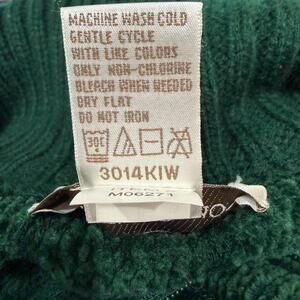 MACHINE WASH COLD
GENTLE CYCLE
WITH LIKE COLORS
ONLY NON-CHLORINE
BLEACH WHEN NEEDED
DRY FLAT
DO NOT IRON
30C
3014KIW
M06271